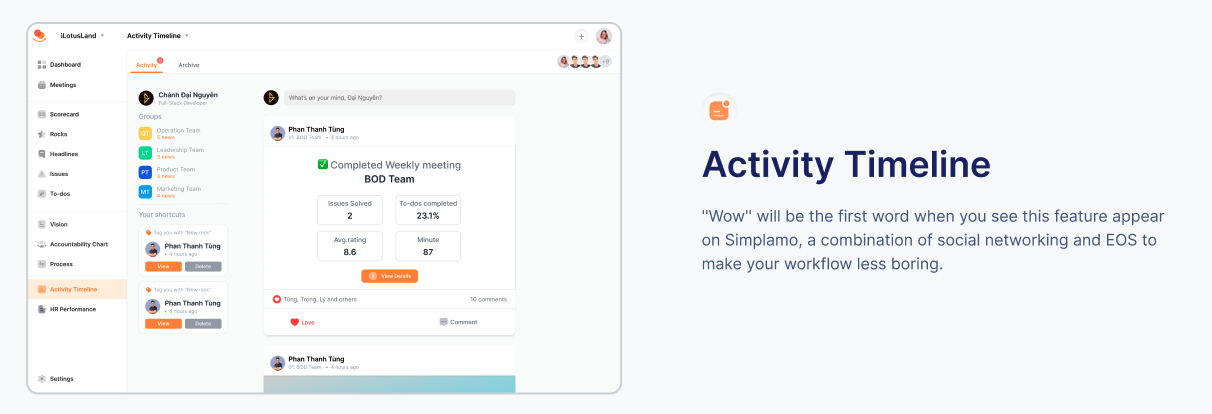 iLotusLand
Activity Timeline
Dashboard
Meetings
Scorecard
Rocks
Headlines
Issues
To-dos
Vision
Accountability Chart
Process
Activity Timeline
HR Performance
Settings
Activity
Archive
+8
Chánh Đại Nguyên
Full-Stack Developer
Groups
OT Operation Team
5 news
LT Leadership Team
3 news
PT Product Team
4 news
MT Marketing Team
4 news
Your shortcuts
Tag you with "New rock"
Phan Thanh Tùng
• 4 hours ago
View Delete
Tag you with "New rock"
Phan Thanh Tùng
• 4 hours ago
View Delete
What's on your mind, Đại Nguyên?
Phan Thanh Tùng
01. BOD Team • 4 hours ago
Completed Weekly meeting
BOD Team
Issues Solved
2
To-dos completed
23.1%
Avg.rating
8.6
Minute
87
View Details
Tùng, Trọng, Lý and others
10 comments
Love
Comment
Phan Thanh Tùng
01. BOD Team • 4 hours ago
Activity Timeline
"Wow" will be the first word when you see this feature appear
on Simplamo, a combination of social networking and EOS to
make your workflow less boring.